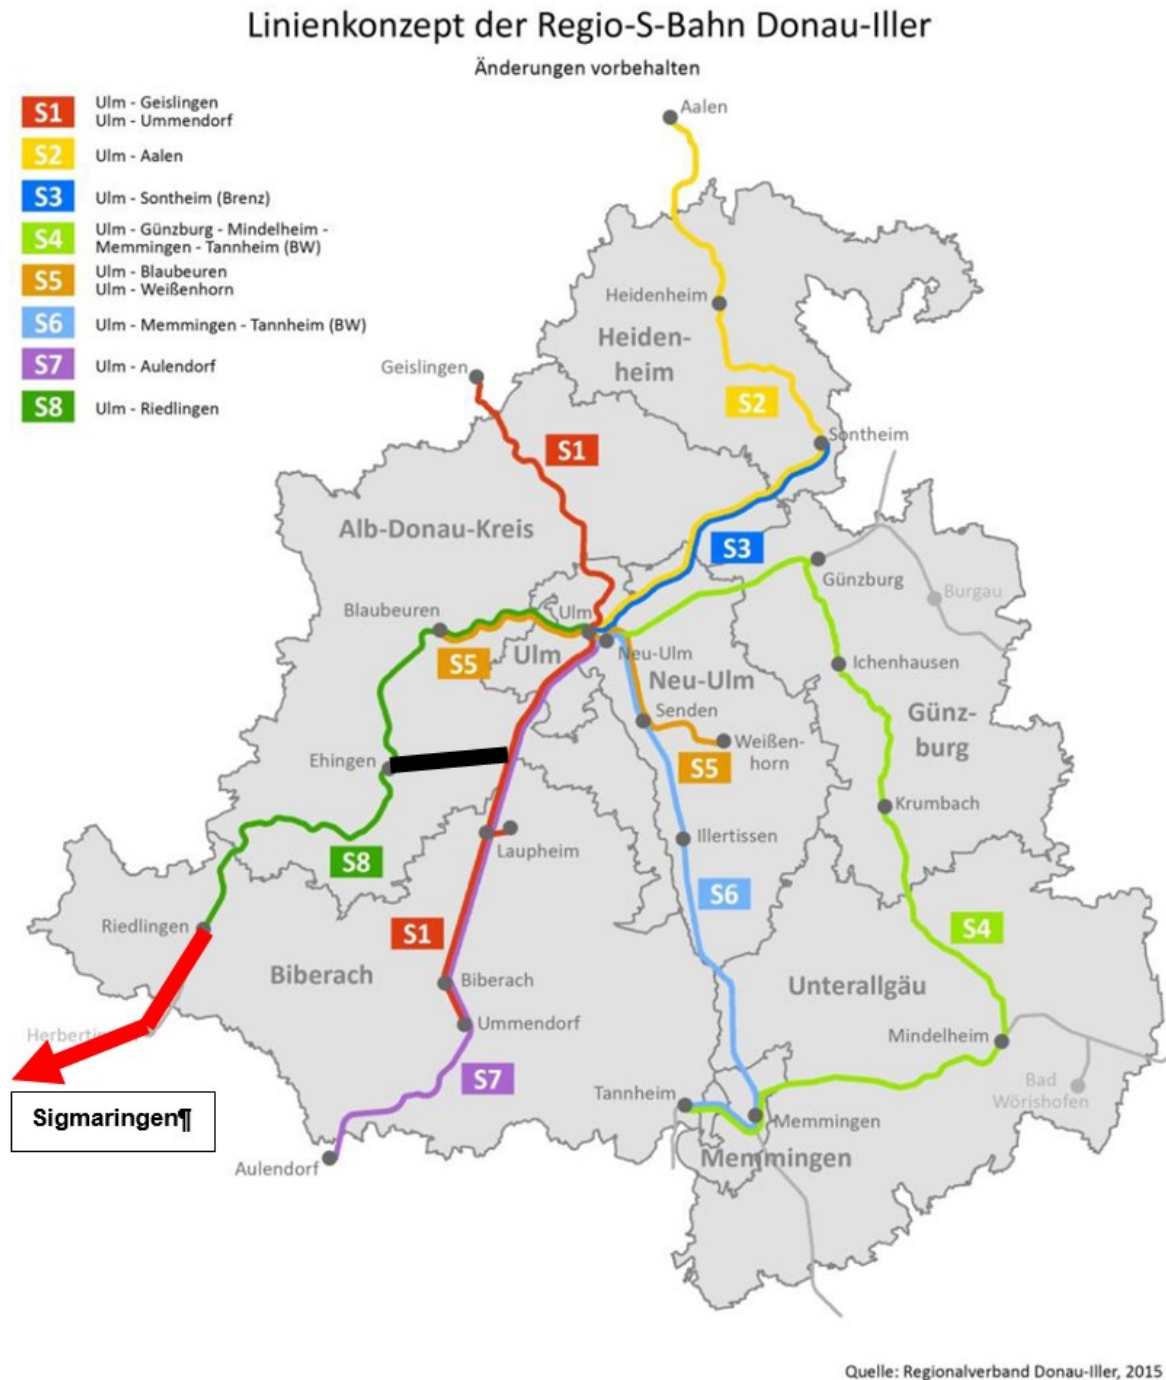 Linienkonzept der Regio-S-Bahn Donau-Iller
Änderungen vorbehalten
S1 Ulm - Geislingen
Ulm - Ummendorf
S2 Ulm - Aalen
S3 Ulm - Sontheim (Brenz)
S4 Ulm - Günzburg - Mindelheim -
Memmingen - Tannheim (BW)
S5 Ulm - Blaubeuren
Ulm - Weißenhorn
S6 Ulm - Memmingen - Tannheim (BW)
S7 Ulm - Aulendorf
S8 Ulm - Riedlingen
Aalen
Heidenheim
Heiden-
heim
Geislingen
S2
Sontheim
S1
Alb-Donau-Kreis
S3
Günzburg
Burgau
Blaubeuren
Ulm
S5
Ulm
Neu-Ulm
Ichenhausen
Neu-Ulm
Senden
Günz-
burg
Weißen-
horn
S5
Ehingen
Krumbach
Illertissen
Laupheim
S8
S6
Riedlingen
S1
S4
Biberach
Biberach
Unterallgäu
Ummendorf
Mindelheim
S7
Bad
Wörishofen
Tannheim
Sigmaringen¶
Memmingen
Memmingen
Aulendorf
Quelle: Regionalverband Donau-Iller, 2015